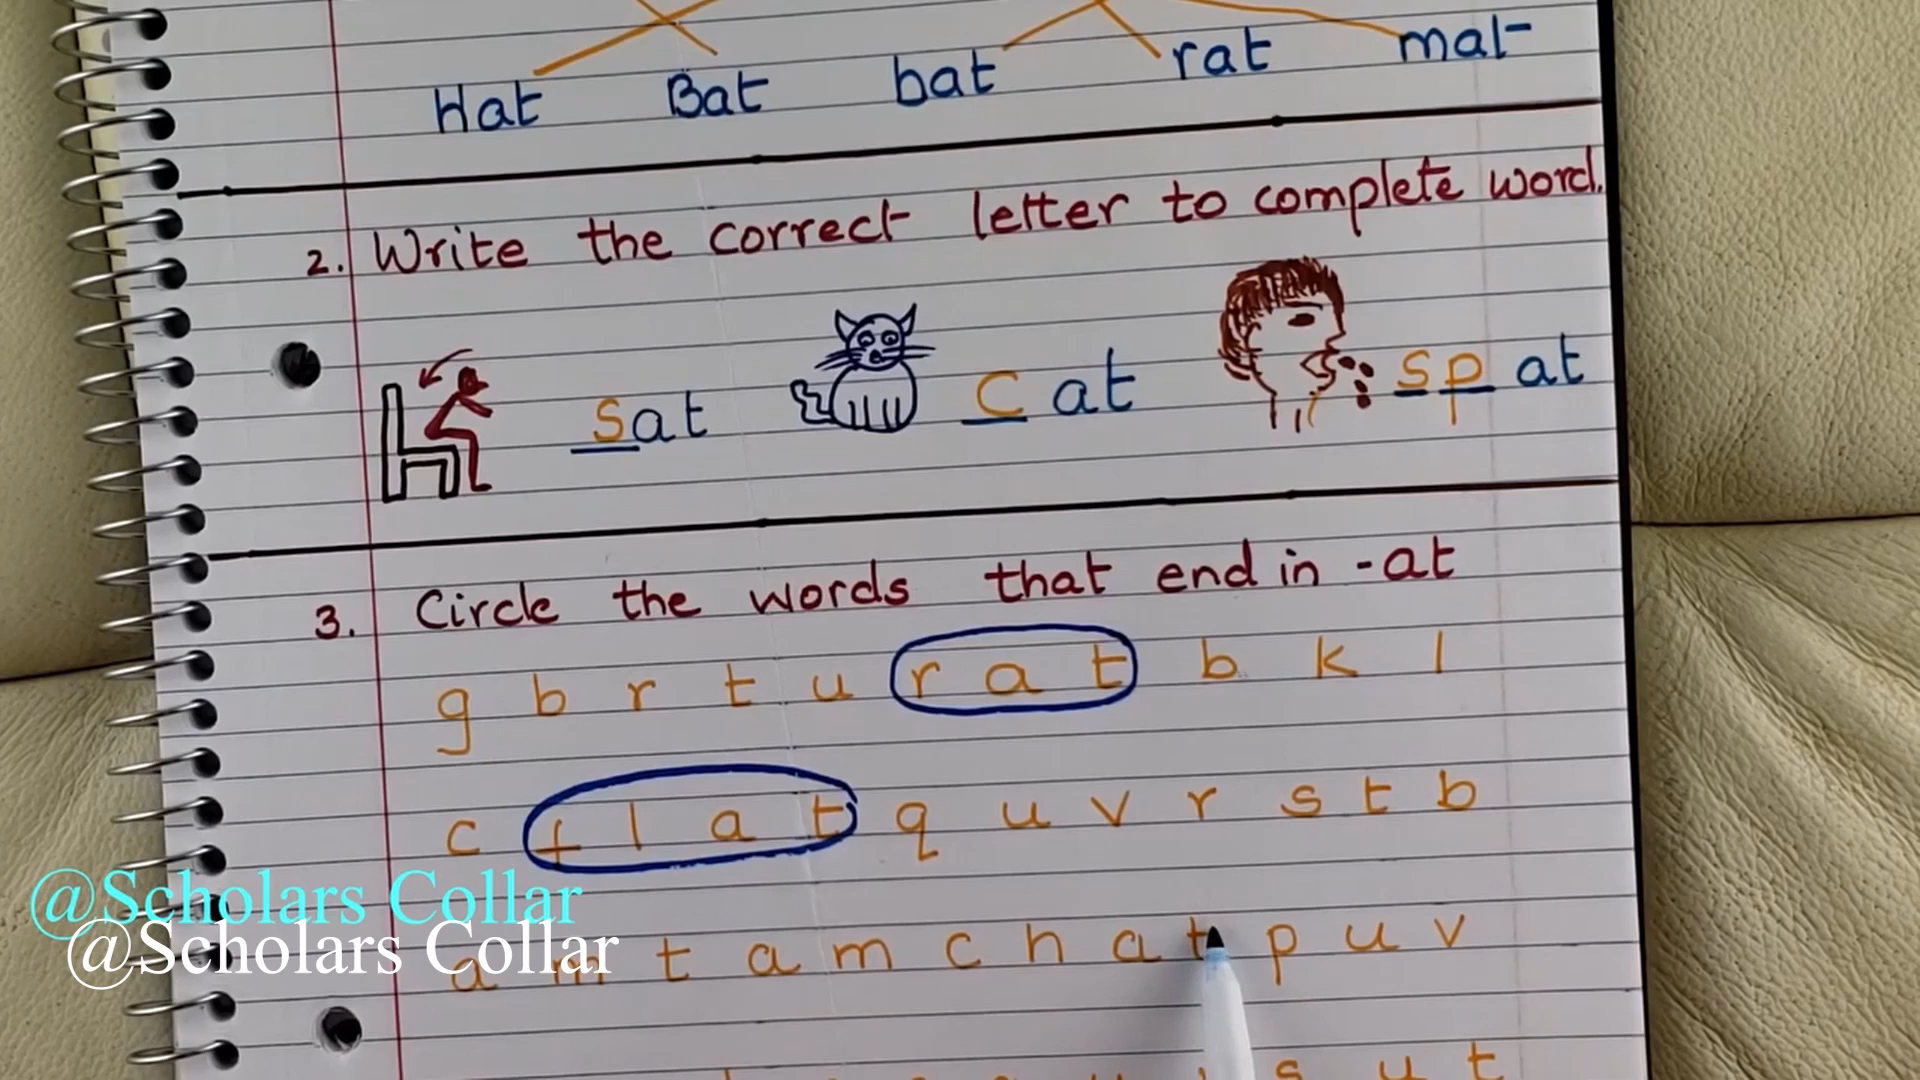 Hat Bat bat rat mat
2. Write the correct letter to complete word.
sat cat spat
3. Circle the words that end in -at
g b r t u r a t b k l
c f l a t q u v r s t b
@Scholars Collar
@Scholars Collar
a m t a m c h a t p u v
s u t